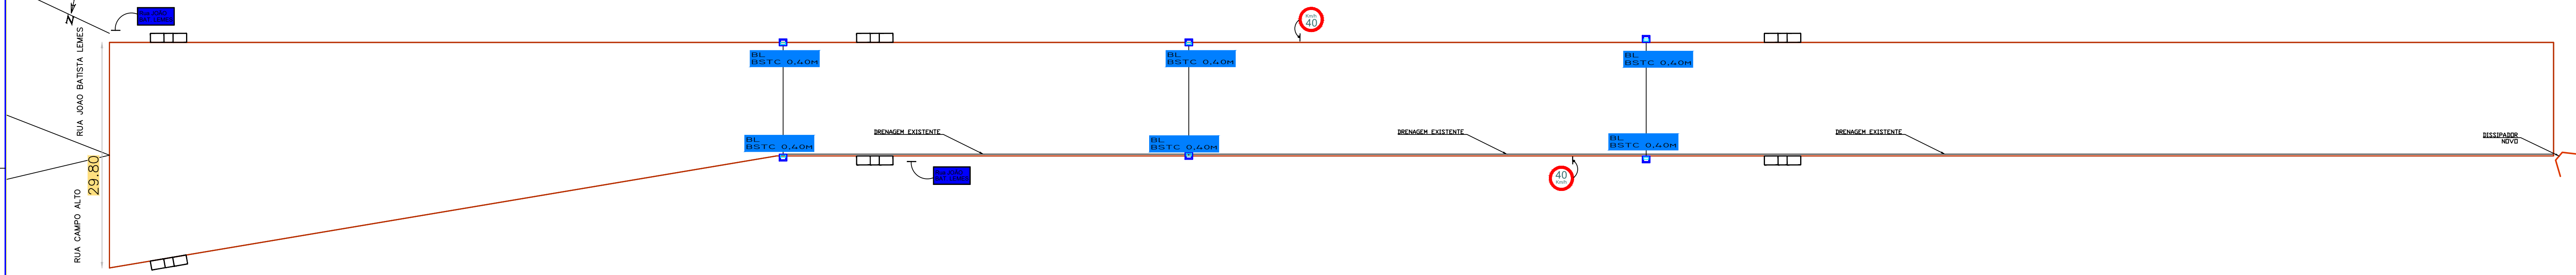 N
RUA JOAO BATISTA LEMES
RUA CAMPO ALTO
29.80
Km/h
40
BL
BSTC 0,40M
BL
BSTC 0,40M
BL
BSTC 0,40M
BL
BSTC 0,40M
BL
BSTC 0,40M
BL
BSTC 0,40M
DRENAGEM EXISTENTE
DRENAGEM EXISTENTE
DRENAGEM EXISTENTE
DISSIPADOR
NOVO
40
Km/h